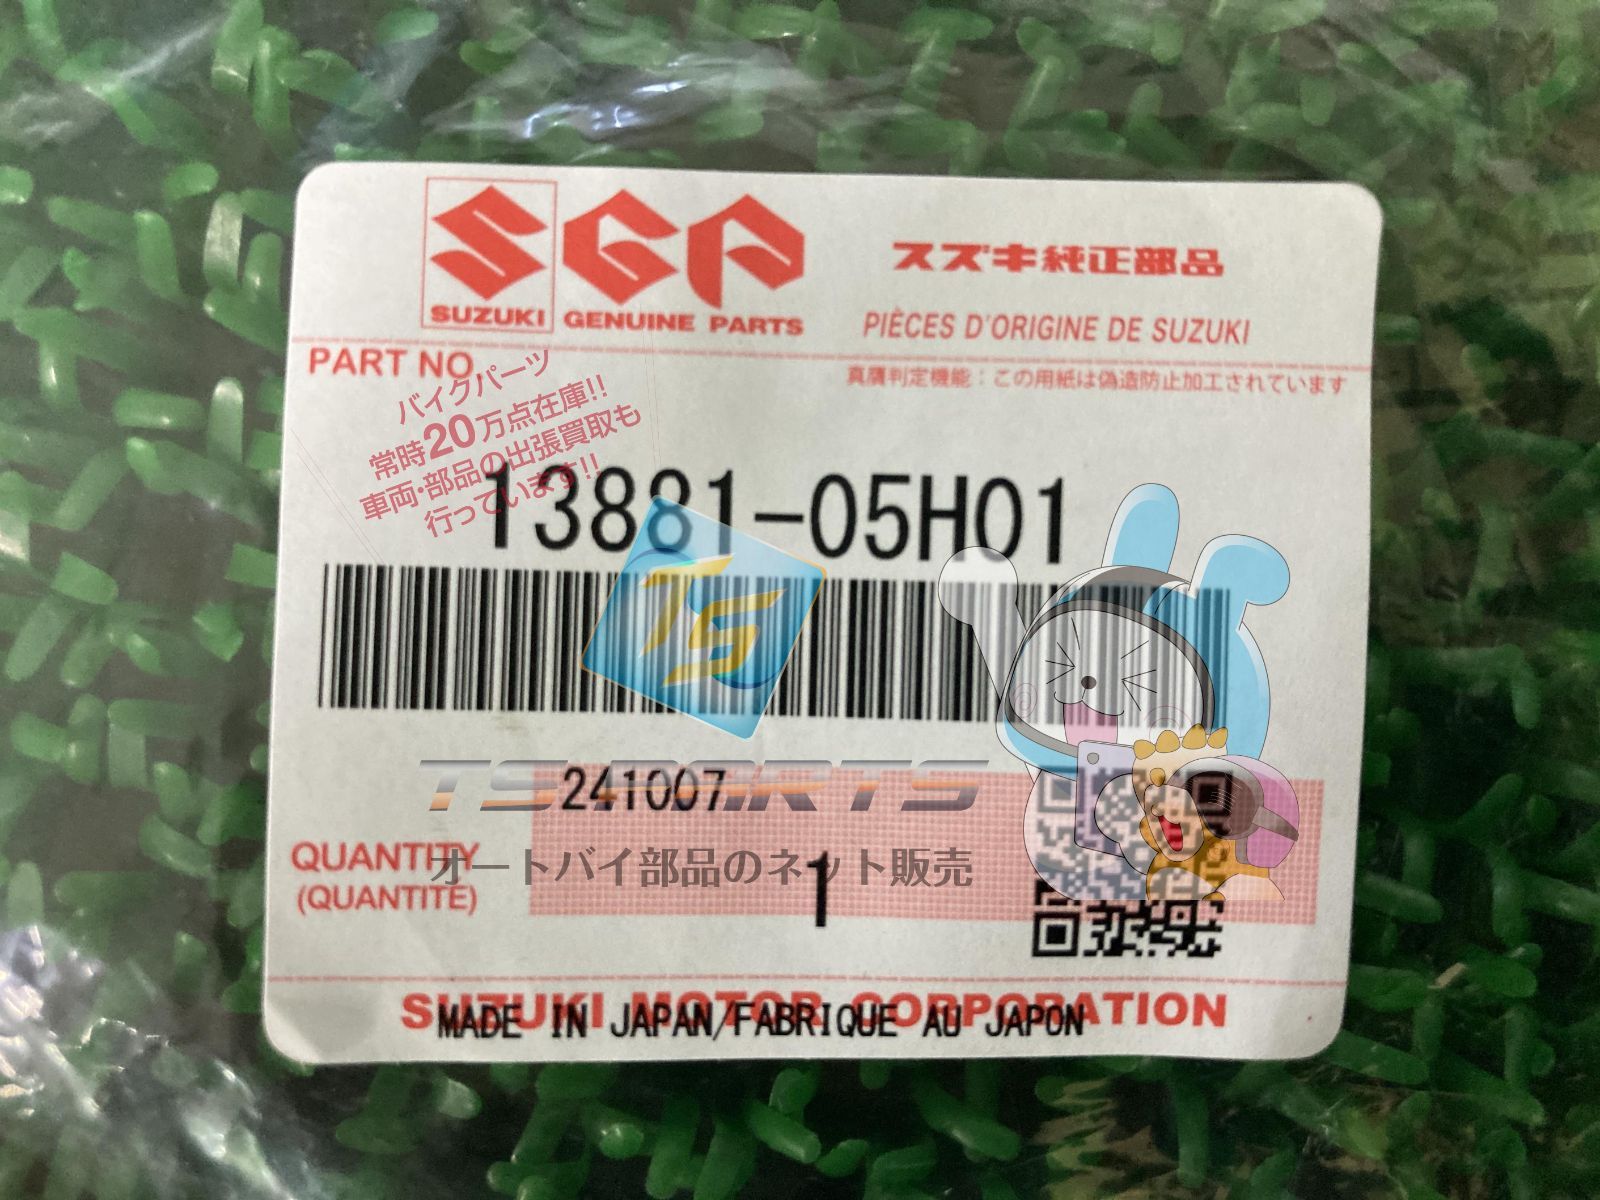 SGP
スズキ純正部品
SUZUKI
GENUINE PARTS
PIÈCES D'ORIGINE DE SUZUKI
PART NO.
真贋判定機能：この用紙は偽造防止加工されています
バイクパーツ
常時20万点在庫!!
車両・部品の出張買取も
行っています!!
13881-05H01
TS
TS PARTS
241007
オートバイ部品のネット販売
QUANTITY
(QUANTITÉ)
1
SUZUKI MOTOR CORPORATION
MADE IN JAPAN/FABRIQUE AU JAPON